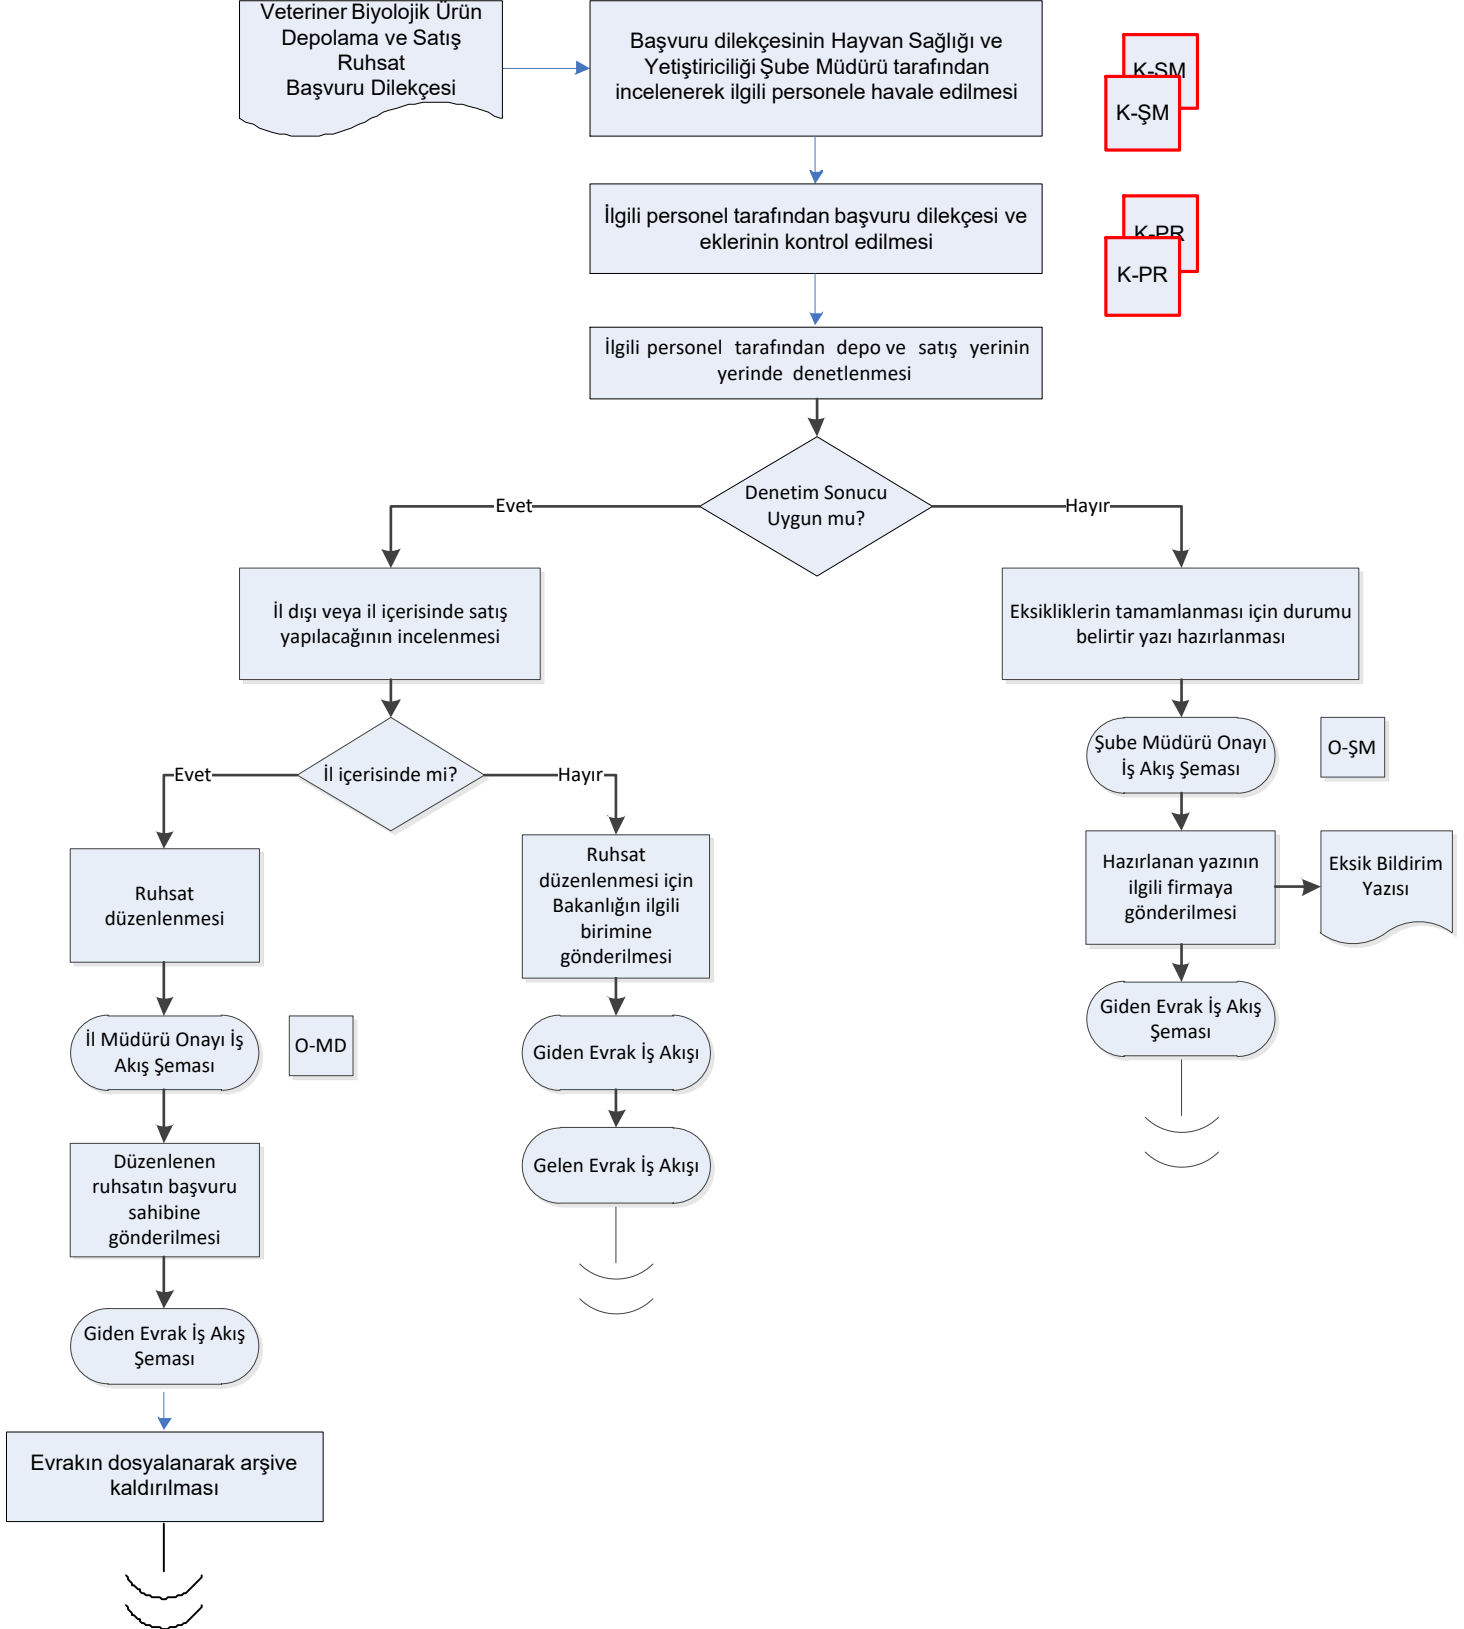 Veteriner Biyolojik Ürün
Depolama ve Satış
Ruhsat
Başvuru Dilekçesi
Başvuru dilekçesinin Hayvan Sağlığı ve
Yetiştiriciliği Şube Müdürü tarafından
incelenerek ilgili personele havale edilmesi
K-ŞM
K-ŞM
İlgili personel tarafından başvuru dilekçesi ve
eklerinin kontrol edilmesi
K-PR
K-PR
İlgili personel tarafından depo ve satış yerinin
yerinde denetlenmesi
Denetim Sonucu
Uygun mu?
Evet
Hayır
İl dışı veya il içerisinde satış
yapılacağının incelenmesi
Eksikliklerin tamamlanması için durumu
belirtir yazı hazırlanması
İl içerisinde mi?
Evet
Hayır
Şube Müdürü Onayı
İş Akış Şeması
O-ŞM
Ruhsat
düzenlenmesi
Ruhsat
düzenlenmesi için
Bakanlığın ilgili
birimine
gönderilmesi
Hazırlanan yazının
ilgili firmaya
gönderilmesi
Eksik Bildirim
Yazısı
İl Müdürü Onayı İş
Akış Şeması
O-MD
Giden Evrak İş Akışı
Giden Evrak İş Akış
Şeması
Düzenlenen
ruhsatın başvuru
sahibine
gönderilmesi
Gelen Evrak İş Akışı
Giden Evrak İş Akış
Şeması
Evrakın dosyalanarak arşive
kaldırılması